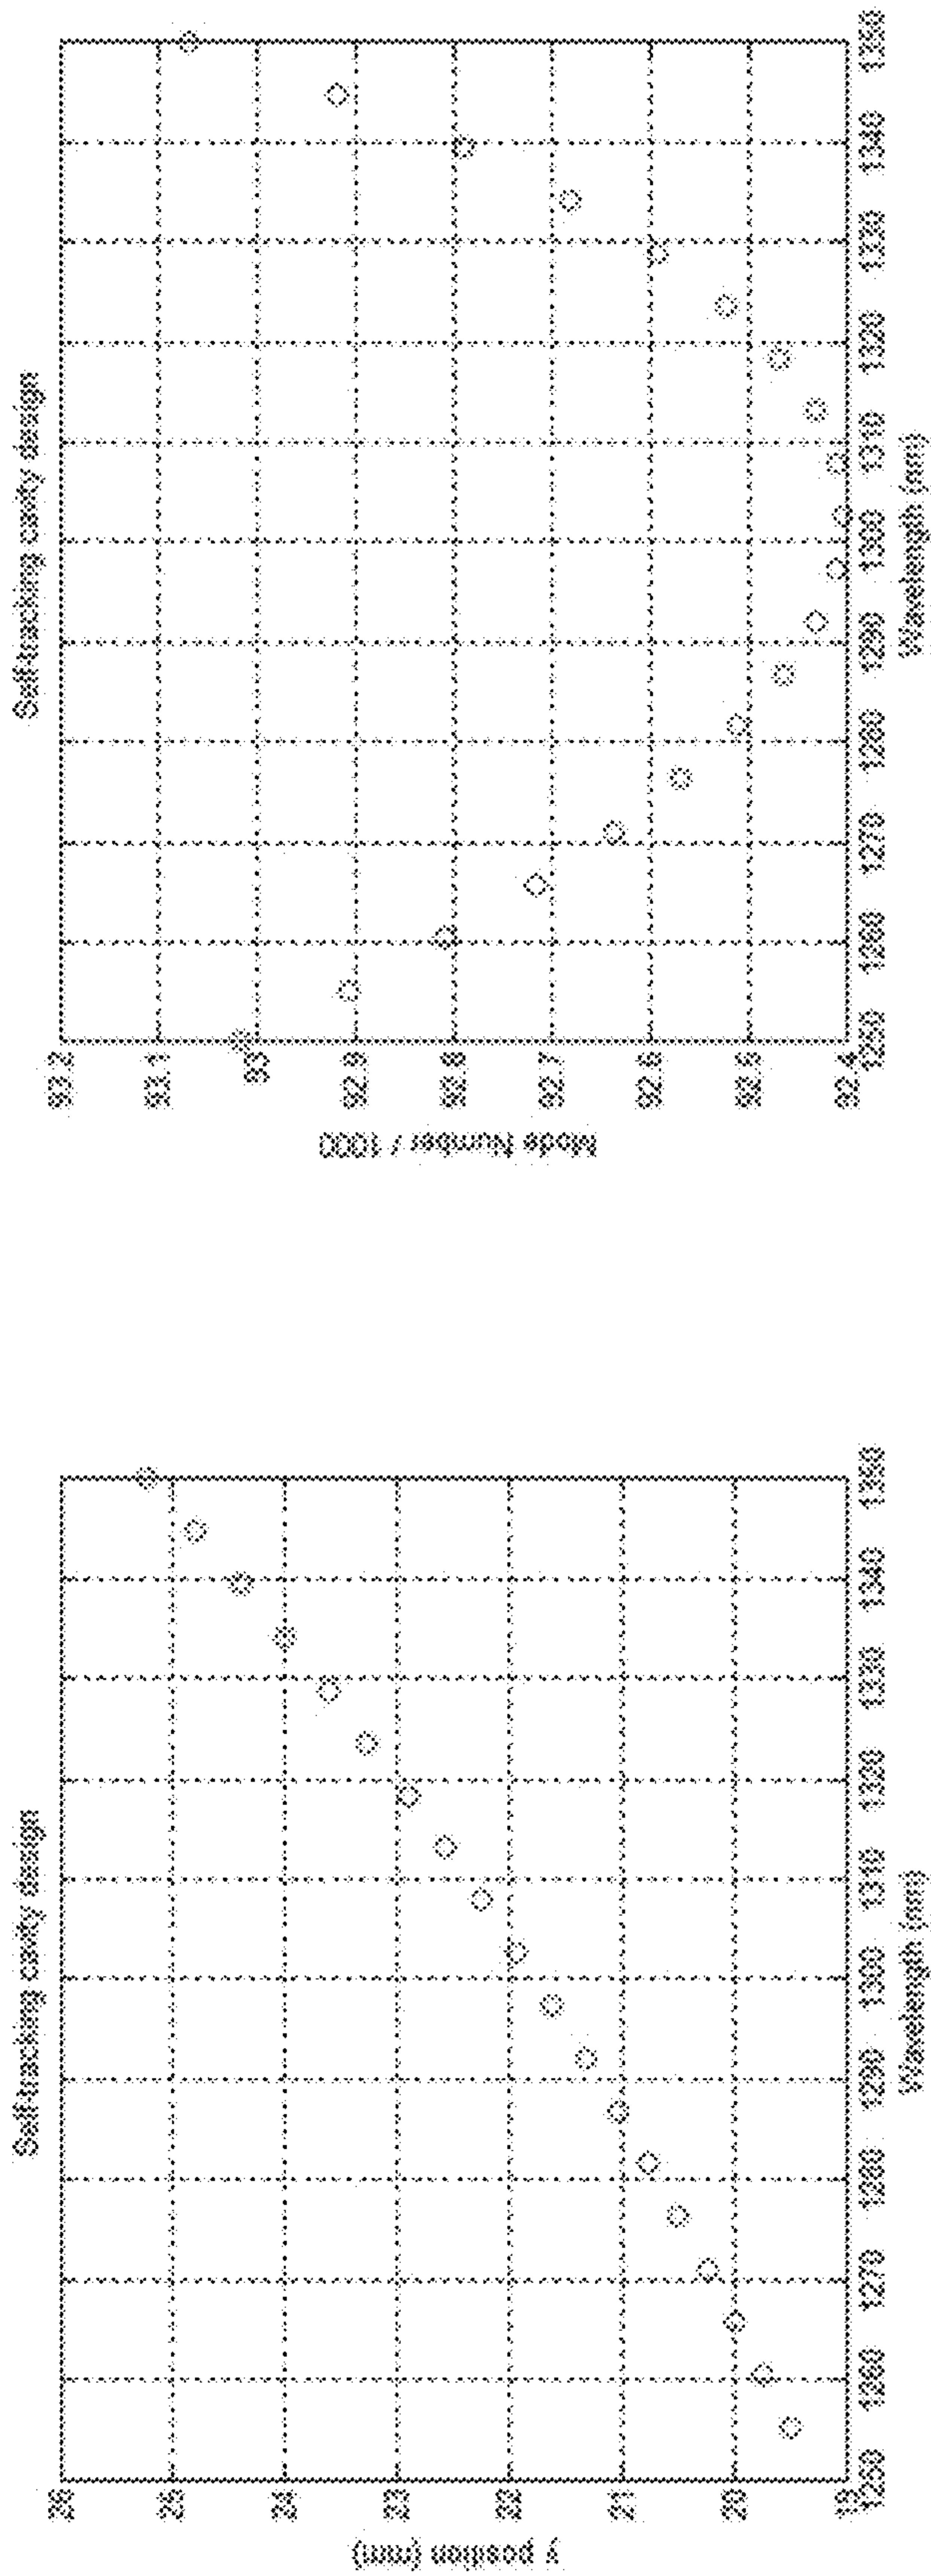 Self-tracking cavity design
y position (mm)
26
25
24
23
22
21
20
19
1250 1260 1270 1280 1290 1300 1310 1320 1330 1340 1350
Wavelength (nm)
Self-tracking cavity design
Mode Number / 1000
93.2
93.1
93
92.9
92.8
92.7
92.6
92.5
92.4
1250 1260 1270 1280 1290 1300 1310 1320 1330 1340 1350
Wavelength (nm)